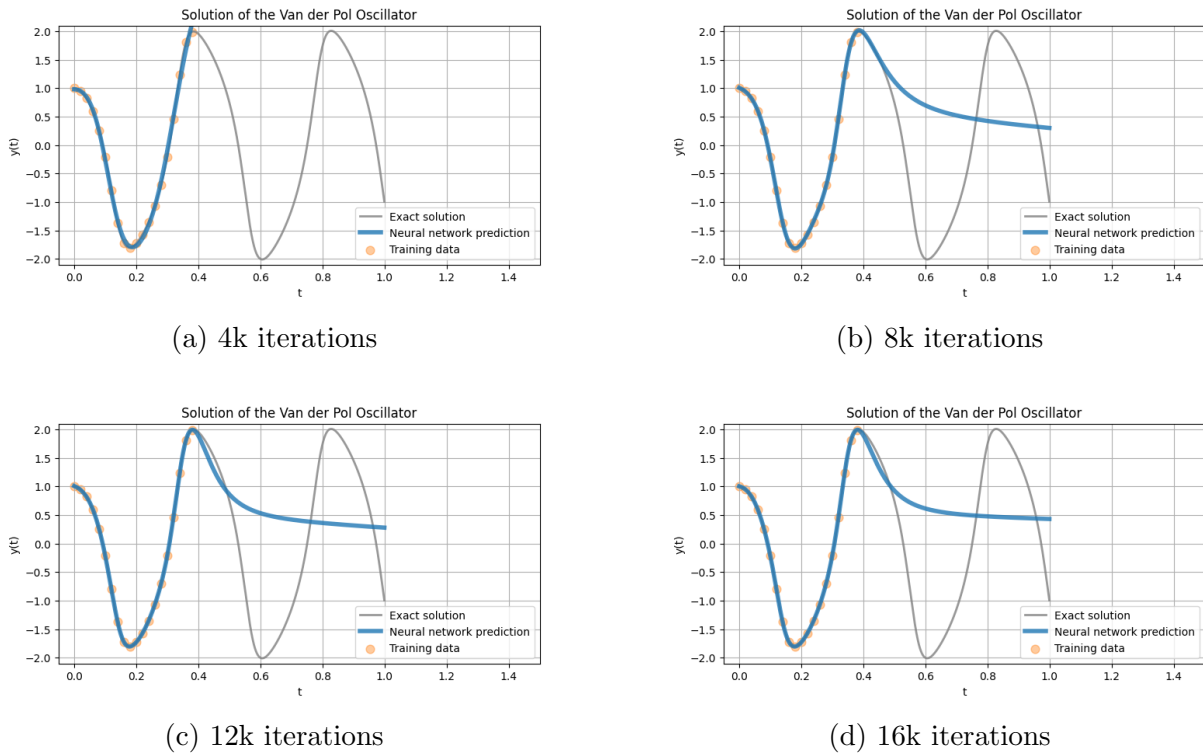 Solution of the Van der Pol Oscillator
2.0
1.5
1.0
0.5
0.0
-0.5
-1.0
-1.5
-2.0
y(t)
Exact solution
Neural network prediction
Training data
0.0 0.2 0.4 0.6 0.8 1.0 1.2 1.4
t
(a) 4k iterations
Solution of the Van der Pol Oscillator
2.0
1.5
1.0
0.5
0.0
-0.5
-1.0
-1.5
-2.0
y(t)
Exact solution
Neural network prediction
Training data
0.0 0.2 0.4 0.6 0.8 1.0 1.2 1.4
t
(b) 8k iterations
Solution of the Van der Pol Oscillator
2.0
1.5
1.0
0.5
0.0
-0.5
-1.0
-1.5
-2.0
y(t)
Exact solution
Neural network prediction
Training data
0.0 0.2 0.4 0.6 0.8 1.0 1.2 1.4
t
(c) 12k iterations
Solution of the Van der Pol Oscillator
2.0
1.5
1.0
0.5
0.0
-0.5
-1.0
-1.5
-2.0
y(t)
Exact solution
Neural network prediction
Training data
0.0 0.2 0.4 0.6 0.8 1.0 1.2 1.4
t
(d) 16k iterations